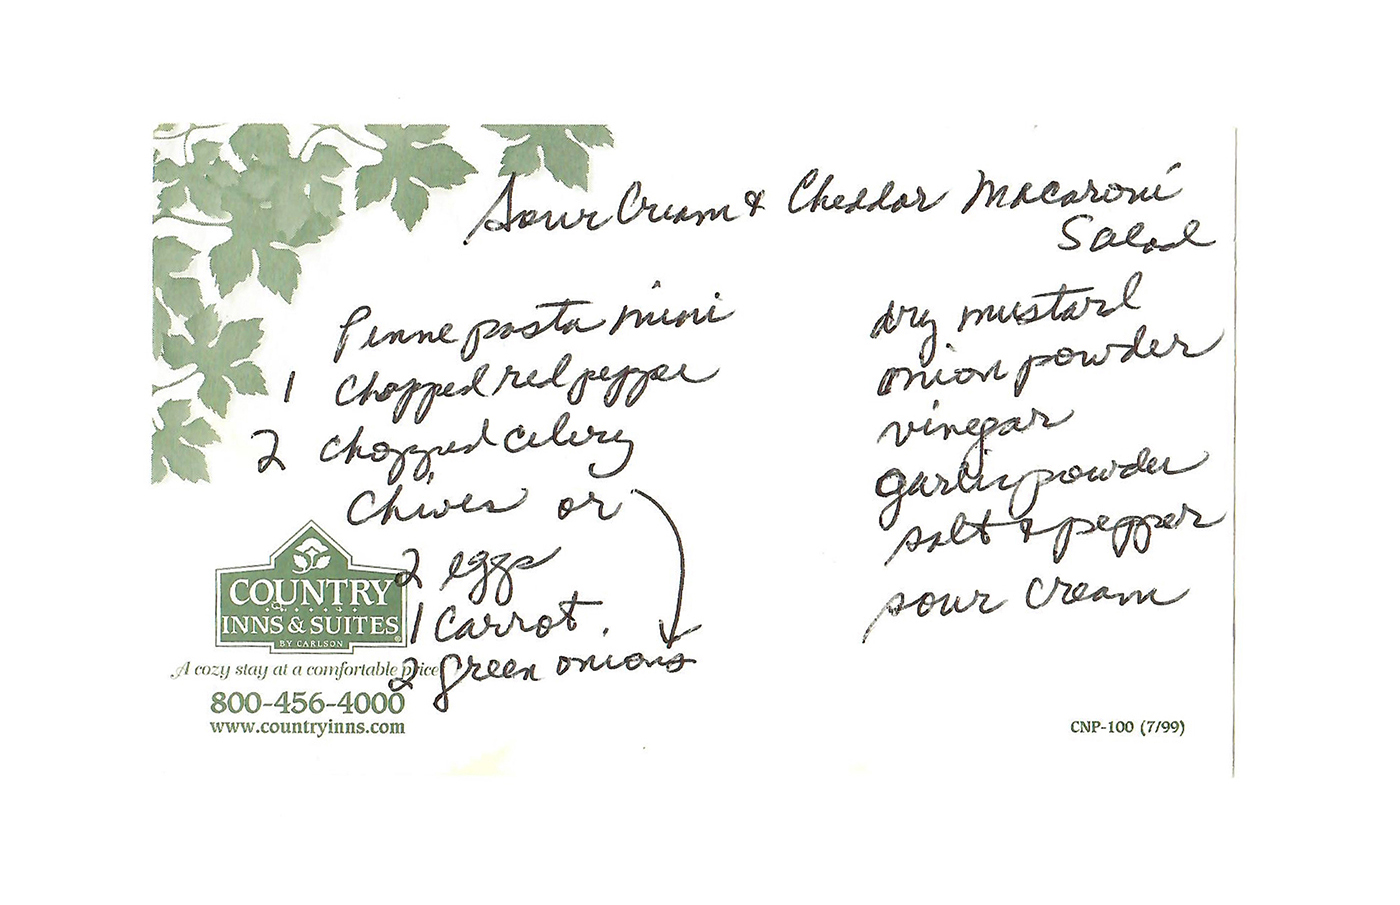 Sour Cream & Cheddar Macaroni
Salad
Penne pasta mini
1 Chopped red pepper
2 chopped celery
Chives or
2 eggs
1 Carrot.
2 green onions
dry mustard
onion powder
vinegar
garlic powder
salt & pepper
sour cream
COUNTRY
INNS & SUITES®
BY CARLSON
A cozy stay at a comfortable price
800-456-4000
www.countryinns.com
CNP-100 (7/99)